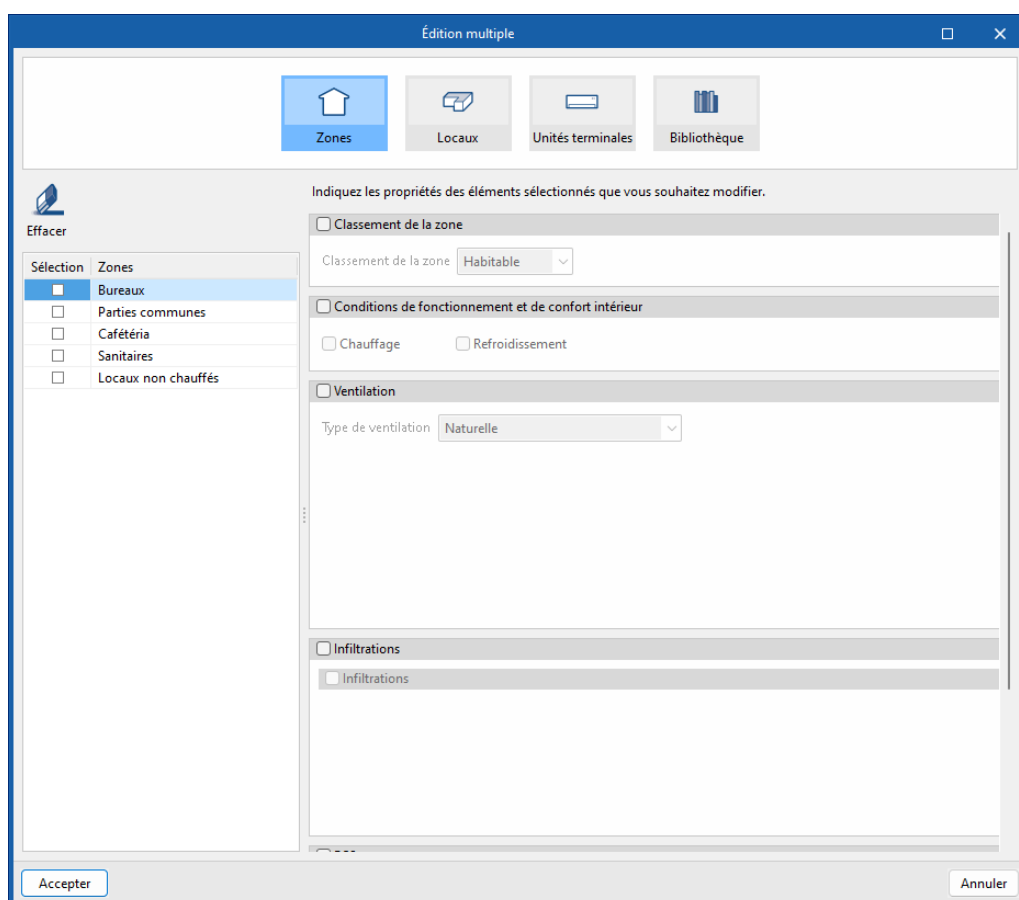 Édition multiple
Zones
Locaux
Unités terminales
Bibliothèque
Effacer
Indiquez les propriétés des éléments sélectionnés que vous souhaitez modifier.
Sélection Zones
Bureaux
Parties communes
Cafétéria
Sanitaires
Locaux non chauffés
Classement de la zone
Classement de la zone Habitable
Conditions de fonctionnement et de confort intérieur
Chauffage Refroidissement
Ventilation
Type de ventilation Naturelle
Infiltrations
Infiltrations
Accepter
Annuler